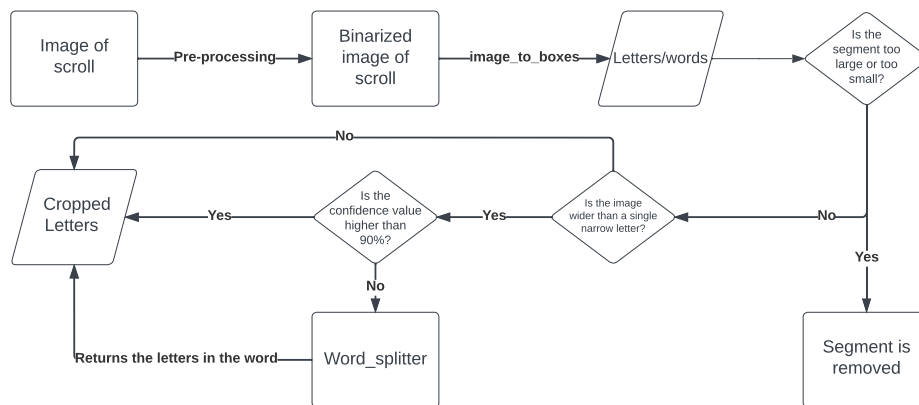 Image of
scroll
Pre-processing
Binarized
image of
scroll
image_to_boxes
Letters/words
Is the
segment too
large or too
small?
No
Cropped
Letters
Yes
Is the
confidence value
higher than
90%?
Yes
Is the image
wider than a single
narrow letter?
No
Yes
No
Returns the letters in the word
Word_splitter
Segment is
removed